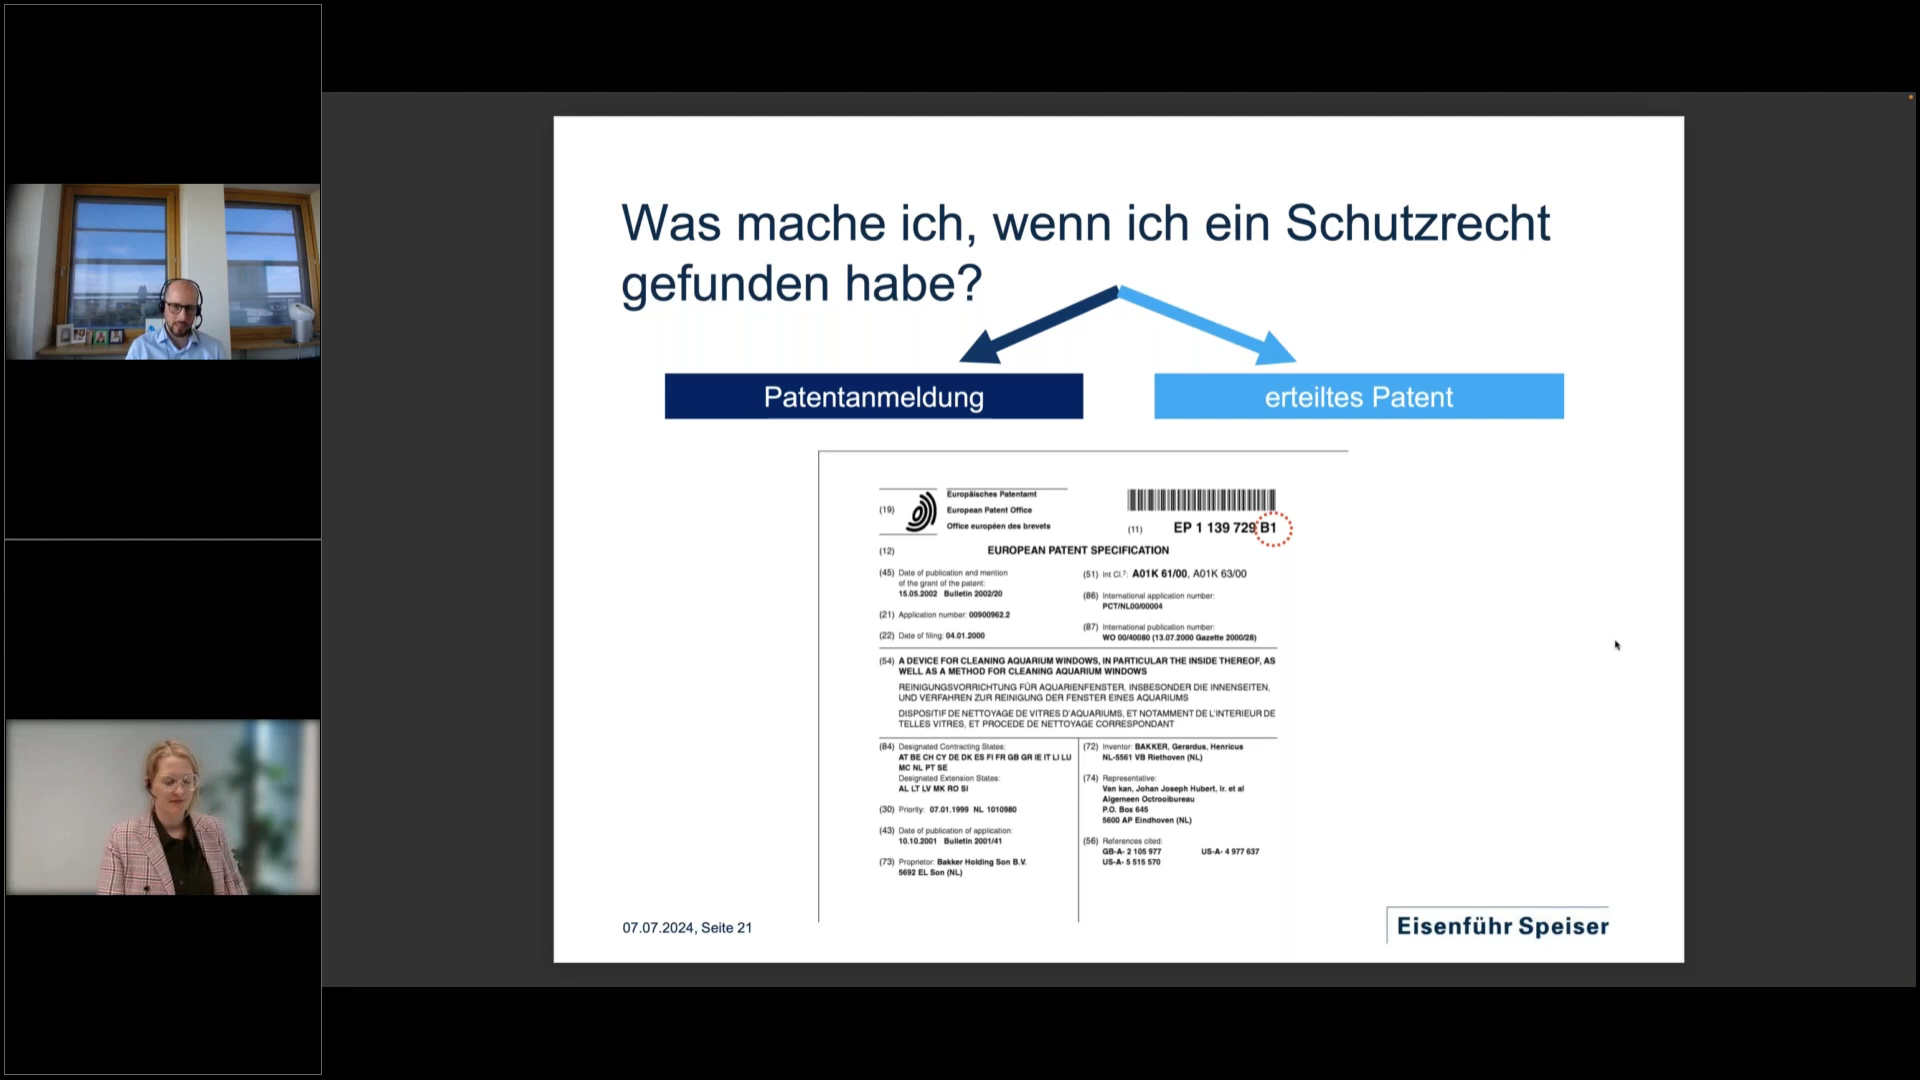 Was mache ich, wenn ich ein Schutzrecht
gefunden habe?
Patentanmeldung
erteiltes Patent
(19)
Europäisches Patentamt
European Patent Office
Office européen des brevets
(11) EP 1 139 729 B1
(12) EUROPEAN PATENT SPECIFICATION
(45) Date of publication and mention
of the grant of the patent:
15.05.2002 Bulletin 2002/20
(21) Application number: 00900962.2
(22) Date of filing: 04.01.2000
(51) Int Cl.7: A01K 61/00, A01K 63/00
(86) International application number:
PCT/NL00/00004
(87) International publication number:
WO 00/40080 (13.07.2000 Gazette 2000/28)
(54) A DEVICE FOR CLEANING AQUARIUM WINDOWS, IN PARTICULAR THE INSIDE THEREOF, AS
WELL AS A METHOD FOR CLEANING AQUARIUM WINDOWS
REINIGUNGSVORRICHTUNG FÜR AQUARIENFENSTER, INSBESONDER DIE INNENSEITEN,
UND VERFAHREN ZUR REINIGUNG DER FENSTER EINES AQUARIUMS
DISPOSITIF DE NETTOYAGE DE VITRES D'AQUARIUMS, ET NOTAMMENT DE L'INTERIEUR DE
TELLES VITRES, ET PROCEDE DE NETTOYAGE CORRESPONDANT
(84) Designated Contracting States:
AT BE CH CY DE DK ES FI FR GB GR IE IT LI LU
MC NL PT SE
Designated Extension States:
AL LT LV MK RO SI
(30) Priority: 07.01.1999 NL 1010980
(43) Date of publication of application:
10.10.2001 Bulletin 2001/41
(73) Proprietor: Bakker Holding Son B.V.
5692 EL Son (NL)
(72) Inventor: BAKKER, Gerardus, Henricus
NL-5561 VB Riethoven (NL)
(74) Representative:
Van kan, Johan Joseph Hubert, Ir. et al
Algemeen Octrooibureau
P.O. Box 645
5600 AP Eindhoven (NL)
(56) References cited:
GB-A- 2 105 977 US-A- 4 977 637
US-A- 5 515 570
07.07.2024, Seite 21
Eisenführ Speiser